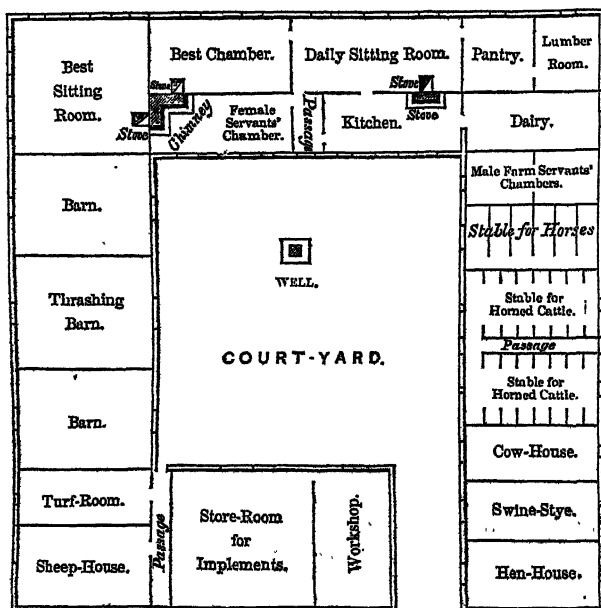 Best Chamber.
Daily Sitting Room.
Pantry.
Lumber
Room.
Best
Sitting
Room.
Stove
Stove
Chimney
Female
Servants'
Chamber.
Passage
Stove
Kitchen.
Stove
Dairy.
Male Farm Servants'
Chambers.
Barn.
Stable for Horses
WELL.
Thrashing
Barn.
Stable for
Horned Cattle.
Passage
COURT-YARD.
Stable for
Horned Cattle.
Barn.
Cow-House.
Turf-Room.
Passage
Store-Room
for
Implements.
Workshop.
Swine-Stye.
Sheep-House.
Hen-House.